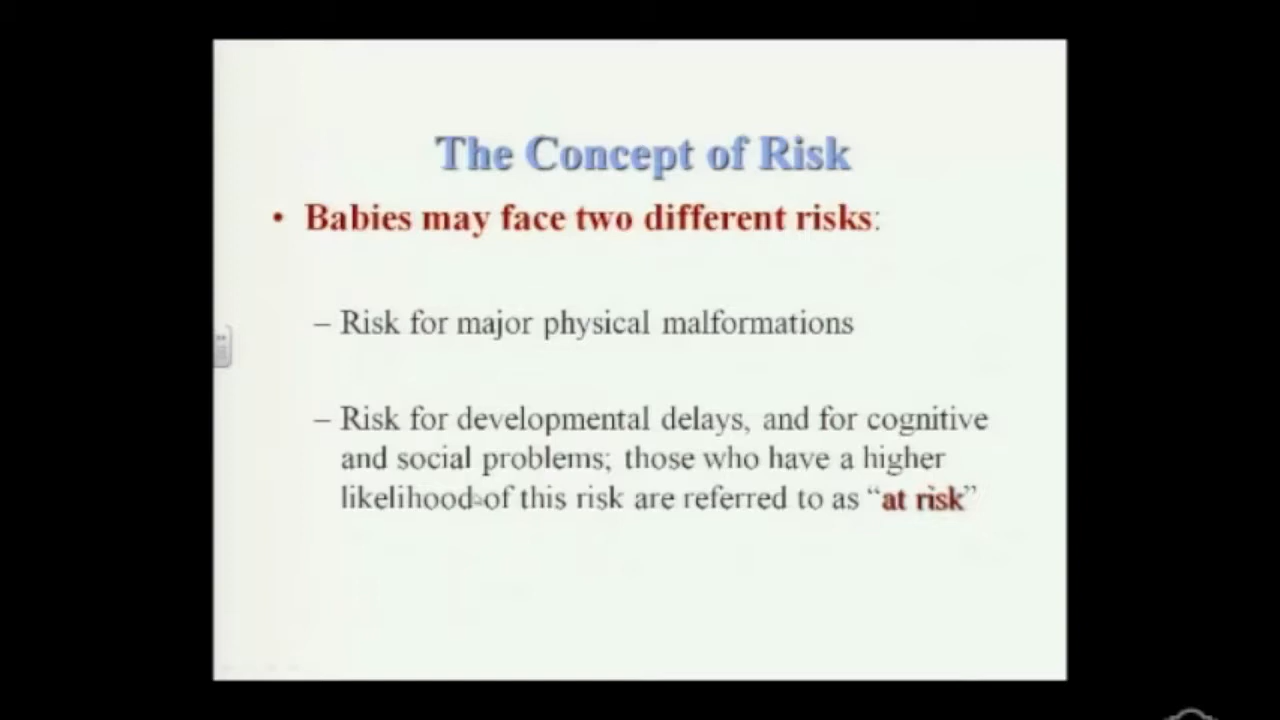 The Concept of Risk
• Babies may face two different risks:
– Risk for major physical malformations
– Risk for developmental delays, and for cognitive
and social problems; those who have a higher
likelihood of this risk are referred to as “at risk”